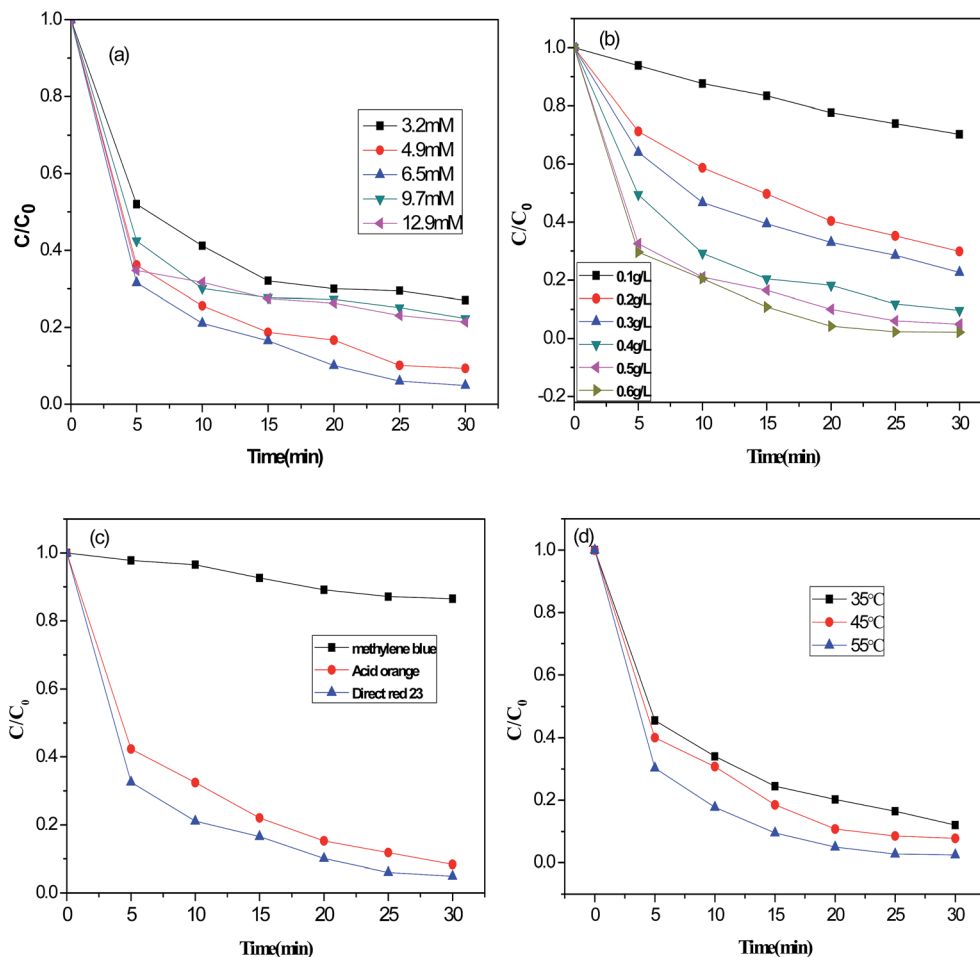 (a)
1.0
0.8
0.6
0.4
0.2
0.0
C/C0
3.2mM
4.9mM
6.5mM
9.7mM
12.9mM
0 5 10 15 20 25 30
Time(min)
(b)
1.0
0.8
0.6
0.4
0.2
0.0
-0.2
C/C0
0.1g/L
0.2g/L
0.3g/L
0.4g/L
0.5g/L
0.6g/L
0 5 10 15 20 25 30
Time(min)
(c)
1.0
0.8
0.6
0.4
0.2
0.0
C/C0
methylene blue
Acid orange
Direct red 23
0 5 10 15 20 25 30
Time(min)
(d)
1.0
0.8
0.6
0.4
0.2
0.0
C/C0
35°C
45°C
55°C
0 5 10 15 20 25 30
Time(min)